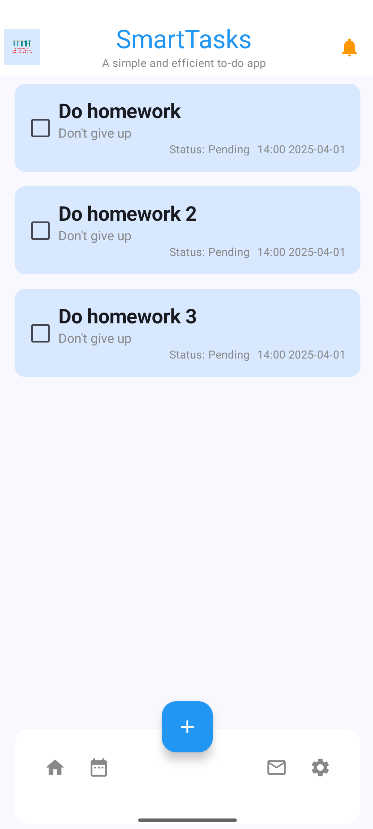 UTH
SmartTasks
A simple and efficient to-do app
Do homework
Don't give up
Status: Pending 14:00 2025-04-01
Do homework 2
Don't give up
Status: Pending 14:00 2025-04-01
Do homework 3
Don't give up
Status: Pending 14:00 2025-04-01